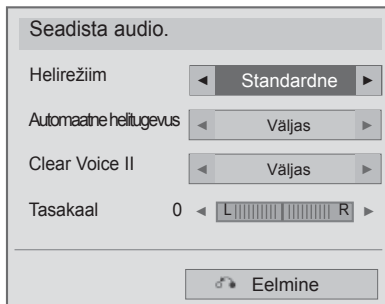 Seadista audio.
Helirežiim ◄ Standardne ►
Automaatne helitugevus ◄ Väljas ►
Clear Voice II ◄ Väljas ►
Tasakaal 0 ◄ L R ►
Eelmine